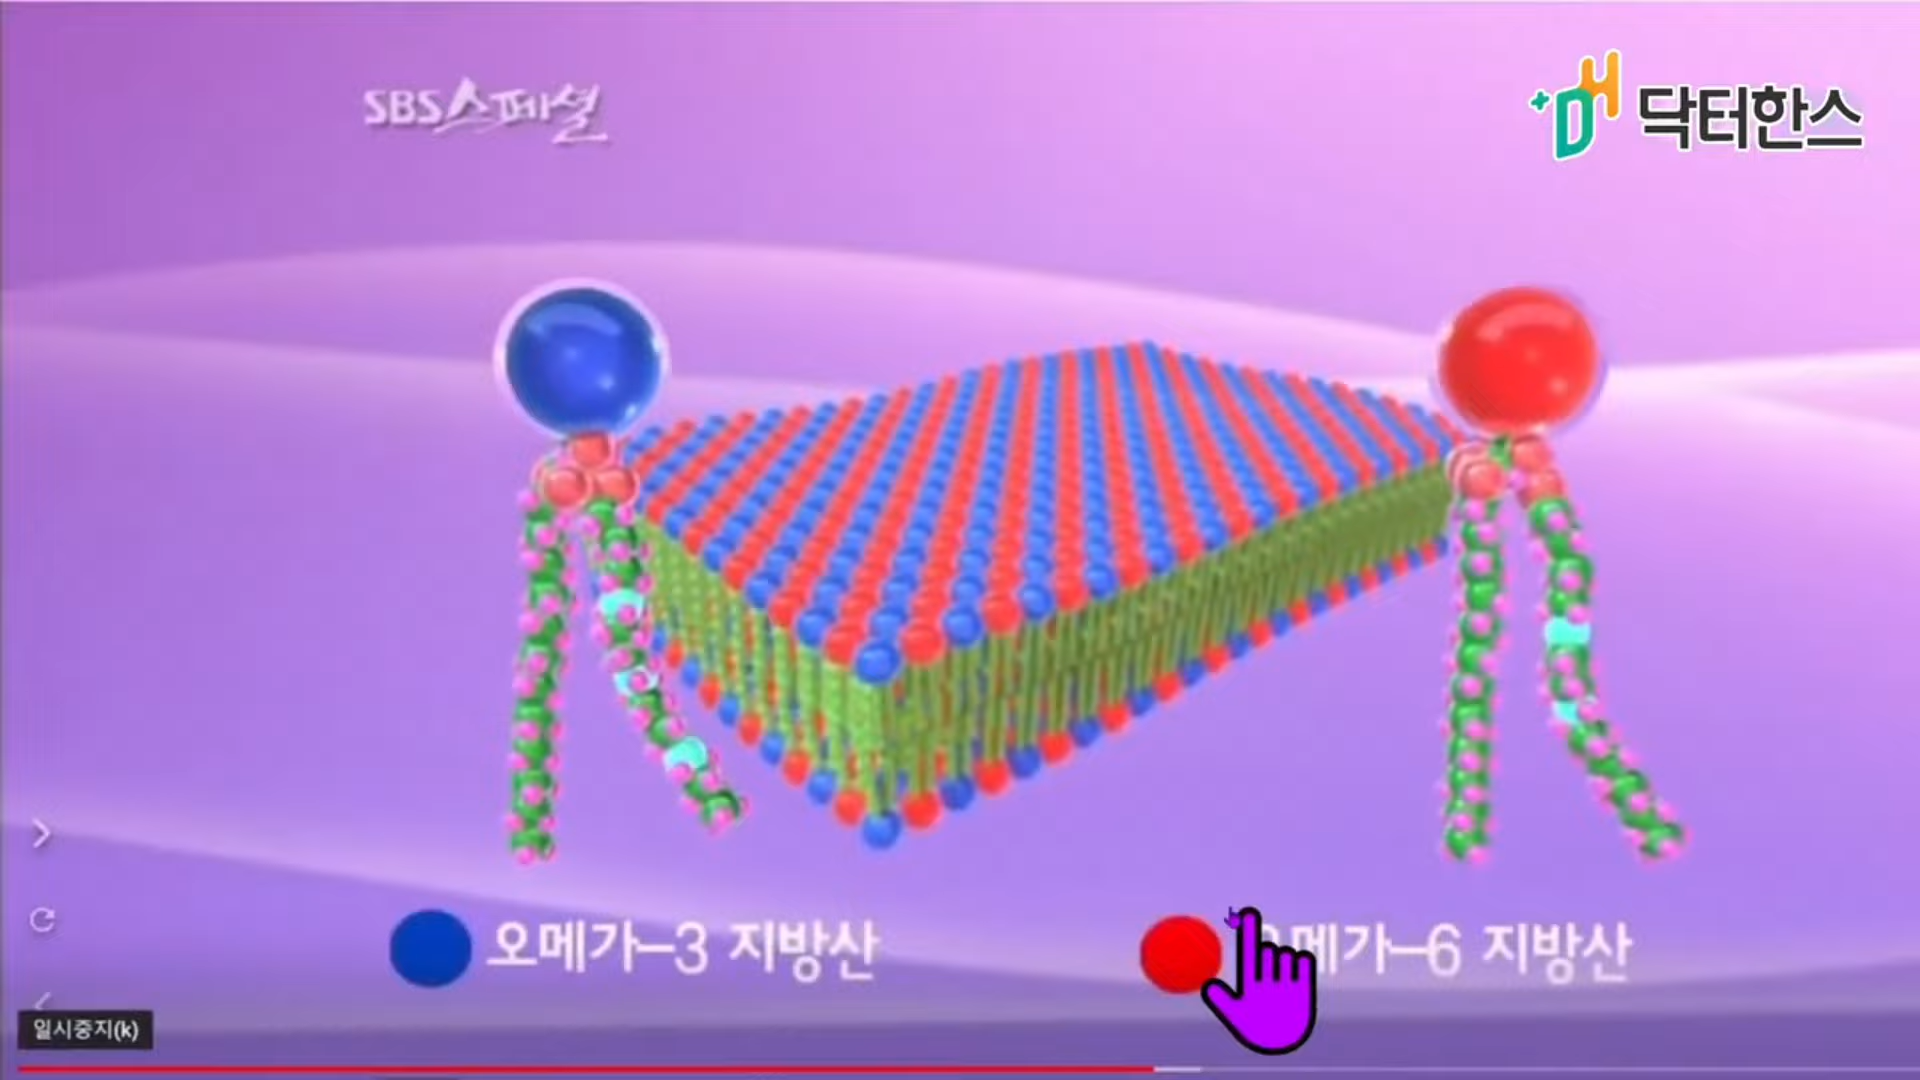 SBS스페셜
닥터한스
오메가-3 지방산
메가-6 지방산
일시중지(k)